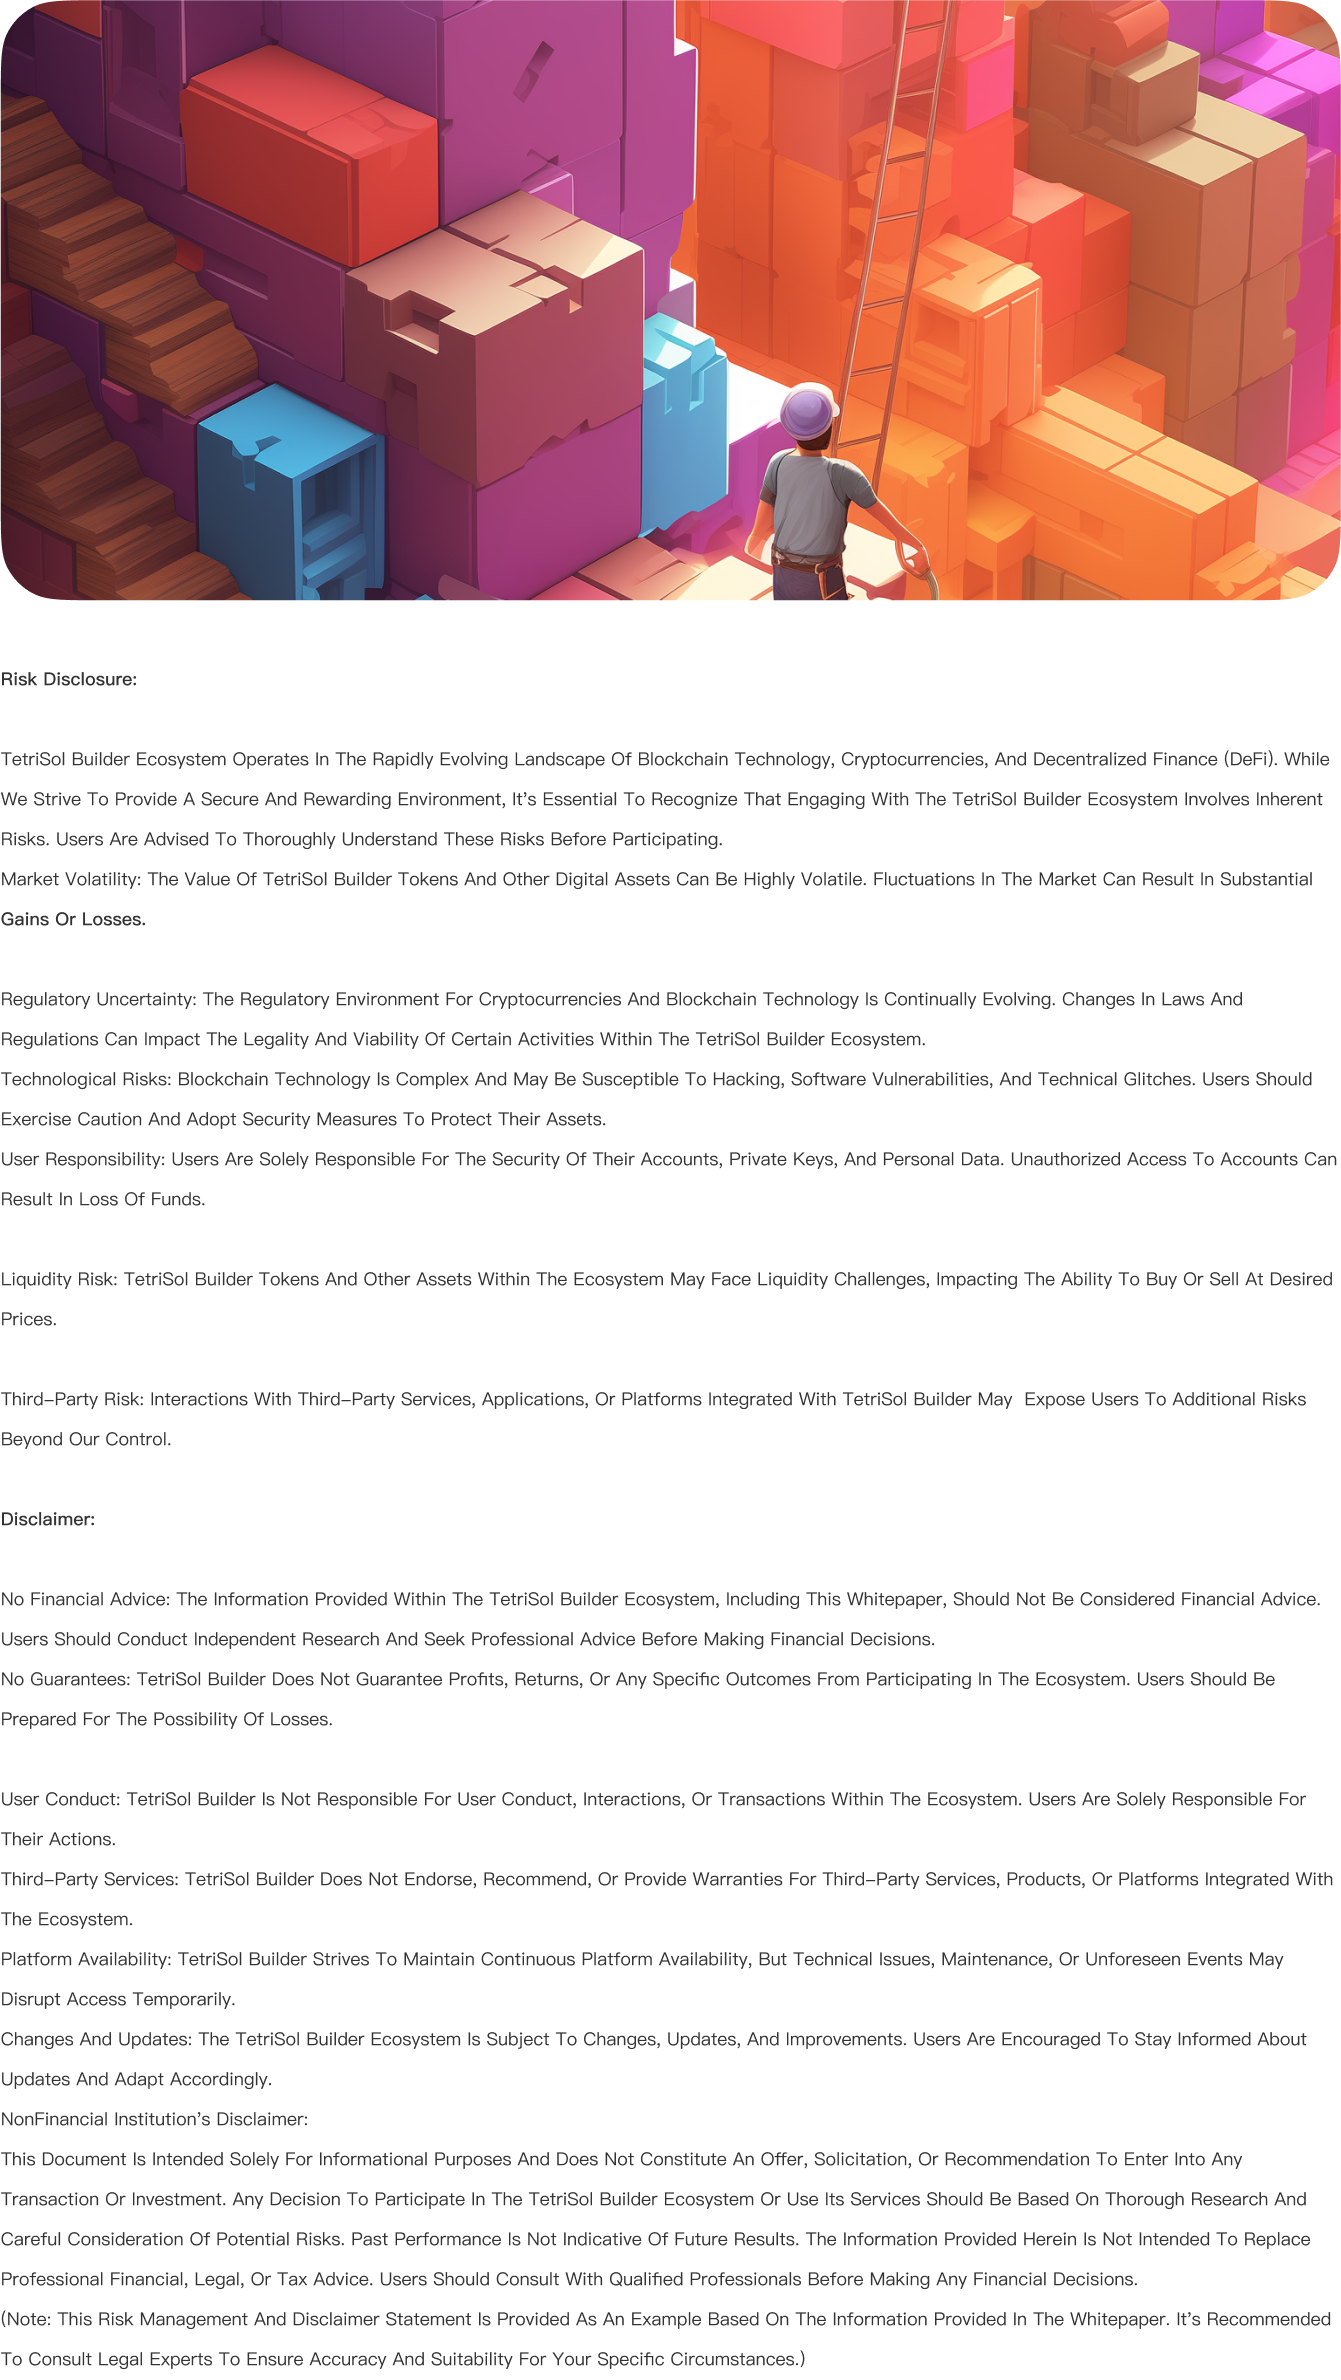 Risk Disclosure:
TetriSol Builder Ecosystem Operates In The Rapidly Evolving Landscape Of Blockchain Technology, Cryptocurrencies, And Decentralized Finance (DeFi). While
We Strive To Provide A Secure And Rewarding Environment, It’s Essential To Recognize That Engaging With The TetriSol Builder Ecosystem Involves Inherent
Risks. Users Are Advised To Thoroughly Understand These Risks Before Participating.
Market Volatility: The Value Of TetriSol Builder Tokens And Other Digital Assets Can Be Highly Volatile. Fluctuations In The Market Can Result In Substantial
Gains Or Losses.
Regulatory Uncertainty: The Regulatory Environment For Cryptocurrencies And Blockchain Technology Is Continually Evolving. Changes In Laws And
Regulations Can Impact The Legality And Viability Of Certain Activities Within The TetriSol Builder Ecosystem.
Technological Risks: Blockchain Technology Is Complex And May Be Susceptible To Hacking, Software Vulnerabilities, And Technical Glitches. Users Should
Exercise Caution And Adopt Security Measures To Protect Their Assets.
User Responsibility: Users Are Solely Responsible For The Security Of Their Accounts, Private Keys, And Personal Data. Unauthorized Access To Accounts Can
Result In Loss Of Funds.
Liquidity Risk: TetriSol Builder Tokens And Other Assets Within The Ecosystem May Face Liquidity Challenges, Impacting The Ability To Buy Or Sell At Desired
Prices.
Third-Party Risk: Interactions With Third-Party Services, Applications, Or Platforms Integrated With TetriSol Builder May  Expose Users To Additional Risks
Beyond Our Control.
Disclaimer:
No Financial Advice: The Information Provided Within The TetriSol Builder Ecosystem, Including This Whitepaper, Should Not Be Considered Financial Advice.
Users Should Conduct Independent Research And Seek Professional Advice Before Making Financial Decisions.
No Guarantees: TetriSol Builder Does Not Guarantee Profits, Returns, Or Any Specific Outcomes From Participating In The Ecosystem. Users Should Be
Prepared For The Possibility Of Losses.
User Conduct: TetriSol Builder Is Not Responsible For User Conduct, Interactions, Or Transactions Within The Ecosystem. Users Are Solely Responsible For
Their Actions.
Third-Party Services: TetriSol Builder Does Not Endorse, Recommend, Or Provide Warranties For Third-Party Services, Products, Or Platforms Integrated With
The Ecosystem.
Platform Availability: TetriSol Builder Strives To Maintain Continuous Platform Availability, But Technical Issues, Maintenance, Or Unforeseen Events May
Disrupt Access Temporarily.
Changes And Updates: The TetriSol Builder Ecosystem Is Subject To Changes, Updates, And Improvements. Users Are Encouraged To Stay Informed About
Updates And Adapt Accordingly.
NonFinancial Institution’s Disclaimer:
This Document Is Intended Solely For Informational Purposes And Does Not Constitute An Offer, Solicitation, Or Recommendation To Enter Into Any
Transaction Or Investment. Any Decision To Participate In The TetriSol Builder Ecosystem Or Use Its Services Should Be Based On Thorough Research And
Careful Consideration Of Potential Risks. Past Performance Is Not Indicative Of Future Results. The Information Provided Herein Is Not Intended To Replace
Professional Financial, Legal, Or Tax Advice. Users Should Consult With Qualified Professionals Before Making Any Financial Decisions.
(Note: This Risk Management And Disclaimer Statement Is Provided As An Example Based On The Information Provided In The Whitepaper. It’s Recommended
To Consult Legal Experts To Ensure Accuracy And Suitability For Your Specific Circumstances.)